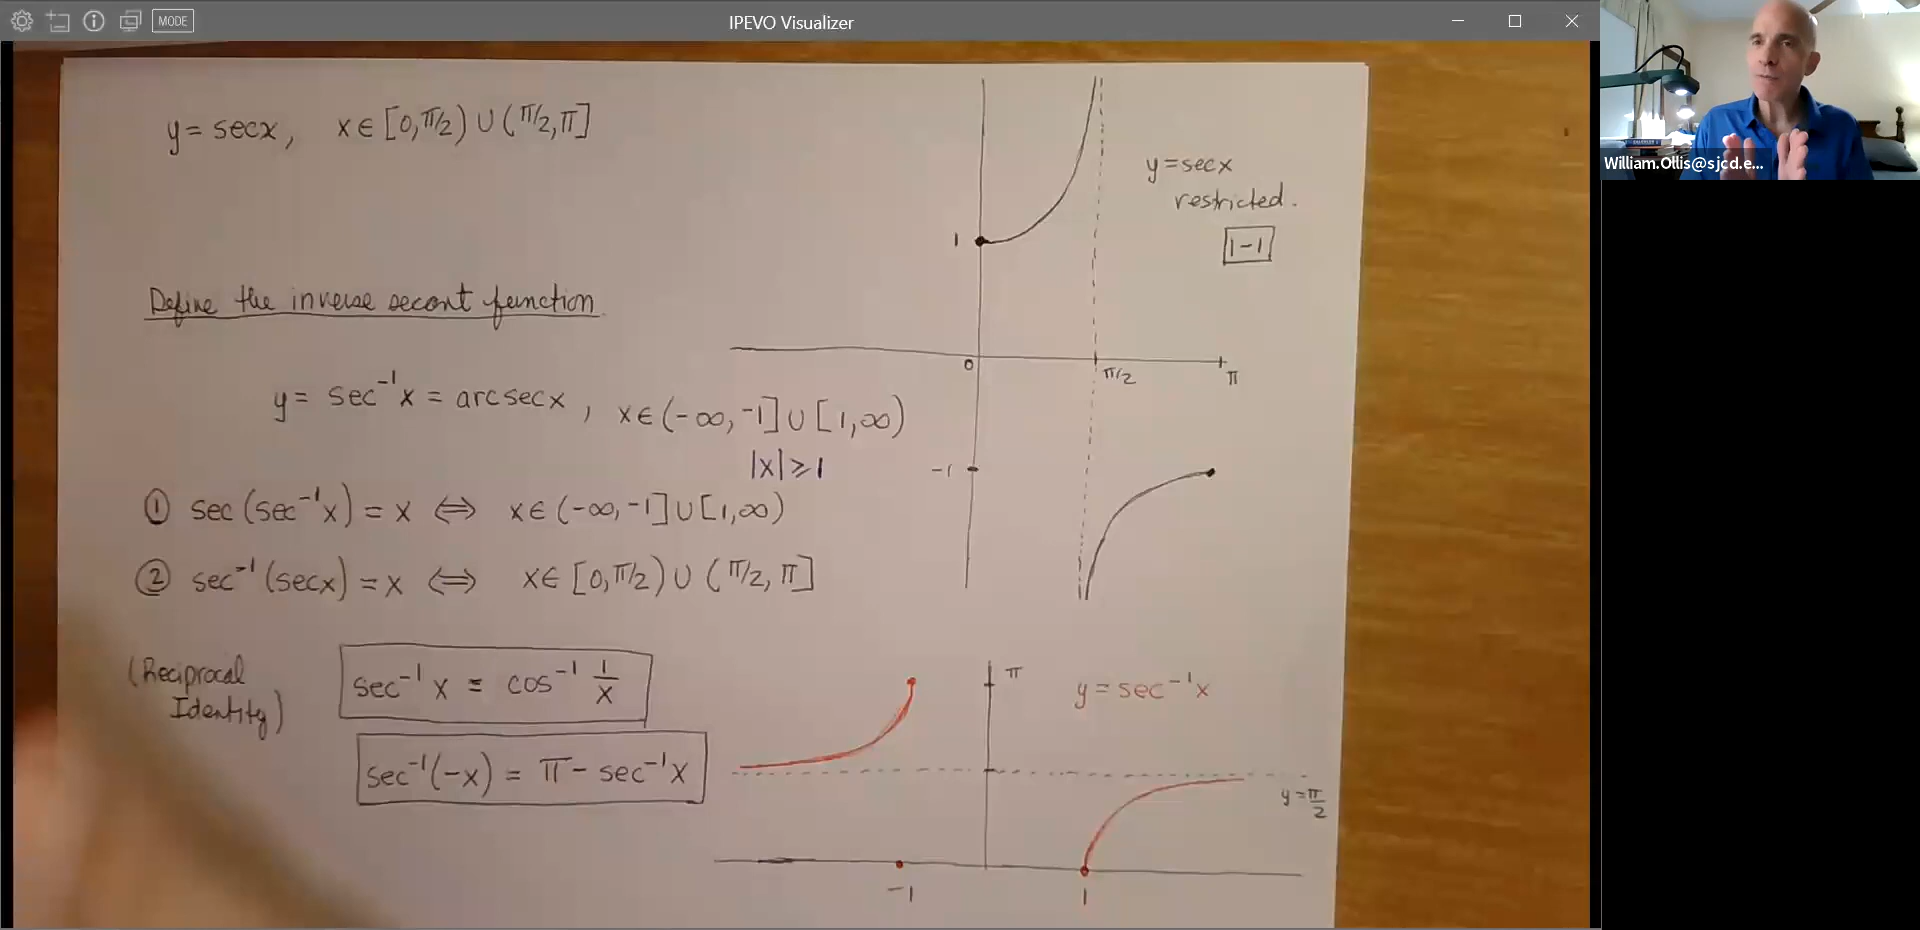 MODE
IPEVO Visualizer
William.Ollis@sjcd.e...
y = secx, x ∈ [0, π/2) ∪ (π/2, π]
y = secx
restricted.
1-1
1
0
π/2
π
-1
Define the inverse secant function
y = sec⁻¹x = arcsecx, x ∈ (-∞, -1] ∪ [1, ∞)
|x| ⩾ 1
① sec(sec⁻¹x) = x ⇔ x ∈ (-∞, -1] ∪ [1, ∞)
② sec⁻¹(secx) = x ⇔ x ∈ [0, π/2) ∪ (π/2, π]
(Reciprocal
Identity)
sec⁻¹ x = cos⁻¹ 1/x
sec⁻¹(-x) = π - sec⁻¹x
π
y = sec⁻¹x
y = π/2
-1
1